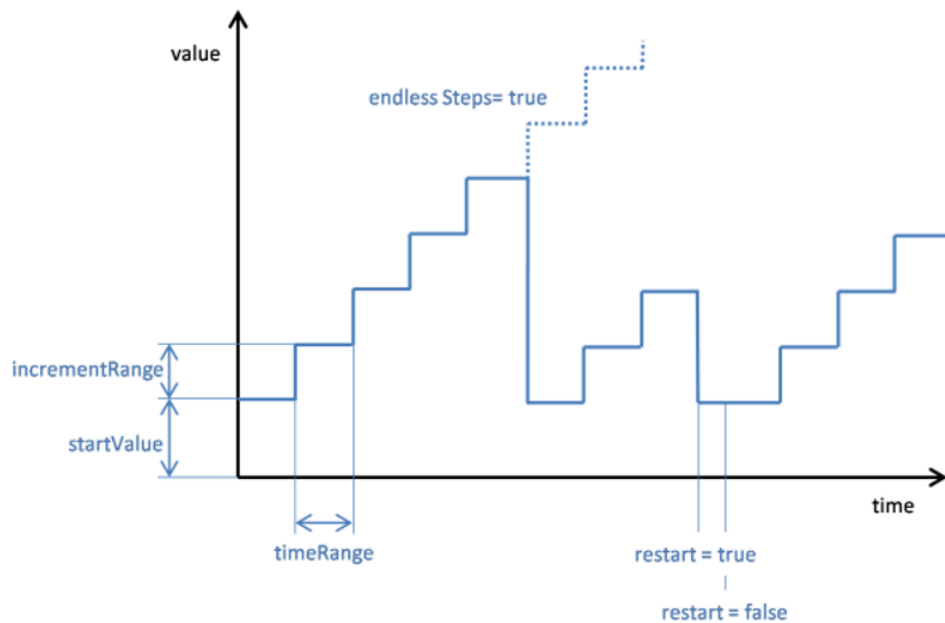 value
endless Steps= true
incrementRange
startValue
time
timeRange
restart = true
restart = false